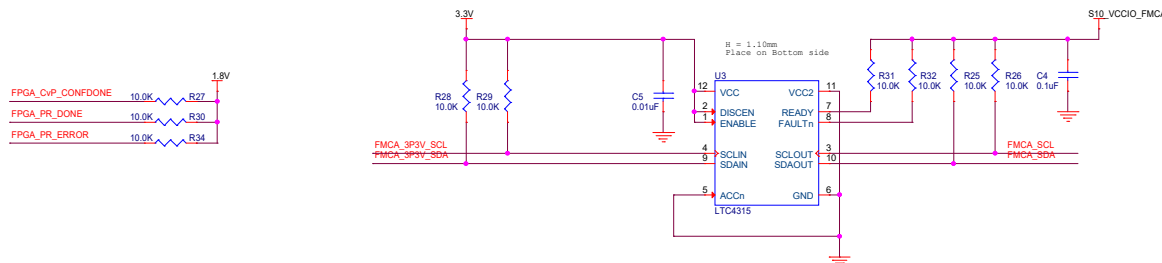 3.3V
S10_VCCIO_FMCA
H = 1.10mm
Place on Bottom side
1.8V
FPGA_CvP_CONFDONE 10.0K R27
FPGA_PR_DONE 10.0K R30
FPGA_PR_ERROR 10.0K R34
R28
10.0K
R29
10.0K
C5
0.01uF
U3
12 VCC VCC2 11
2 DISCEN READY 7
1 ENABLE FAULTn 8
4 SCLIN SCLOUT 3
9 SDAIN SDAOUT 10
5 ACCn GND 6
LTC4315
FMCA_3P3V_SCL
FMCA_3P3V_SDA
R31
10.0K
R32
10.0K
R25
10.0K
R26
10.0K
C4
0.1uF
FMCA_SCL
FMCA_SDA